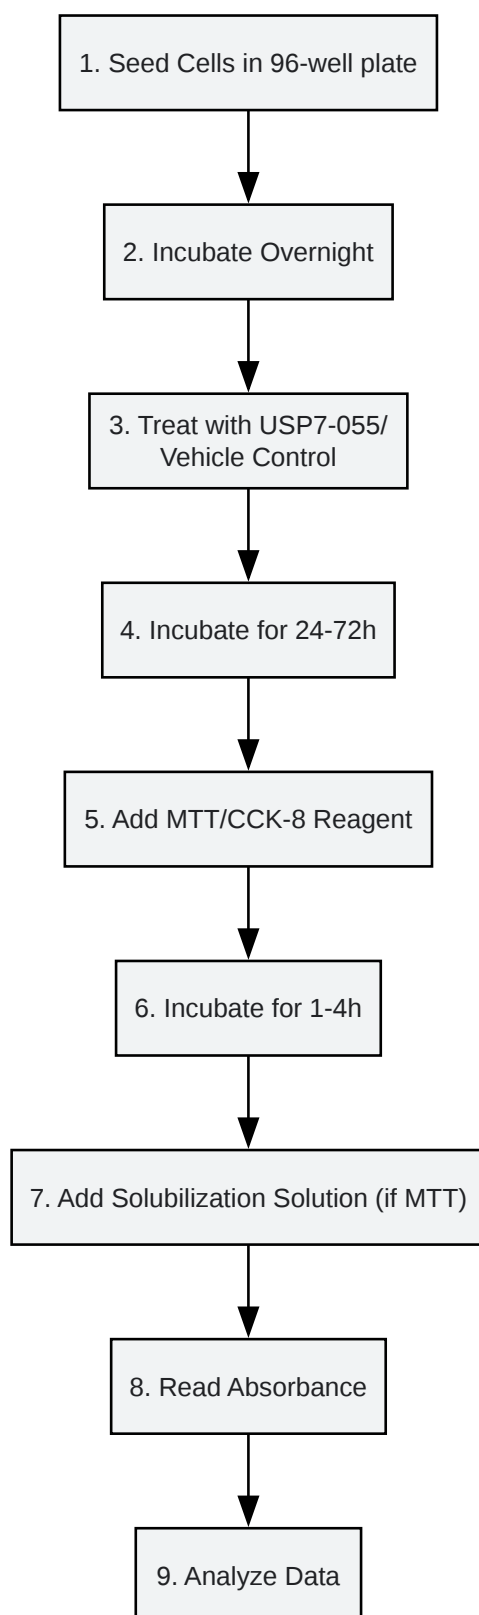 1. Seed Cells in 96-well plate
2. Incubate Overnight
3. Treat with USP7-055/
Vehicle Control
4. Incubate for 24-72h
5. Add MTT/CCK-8 Reagent
6. Incubate for 1-4h
7. Add Solubilization Solution (if MTT)
8. Read Absorbance
9. Analyze Data